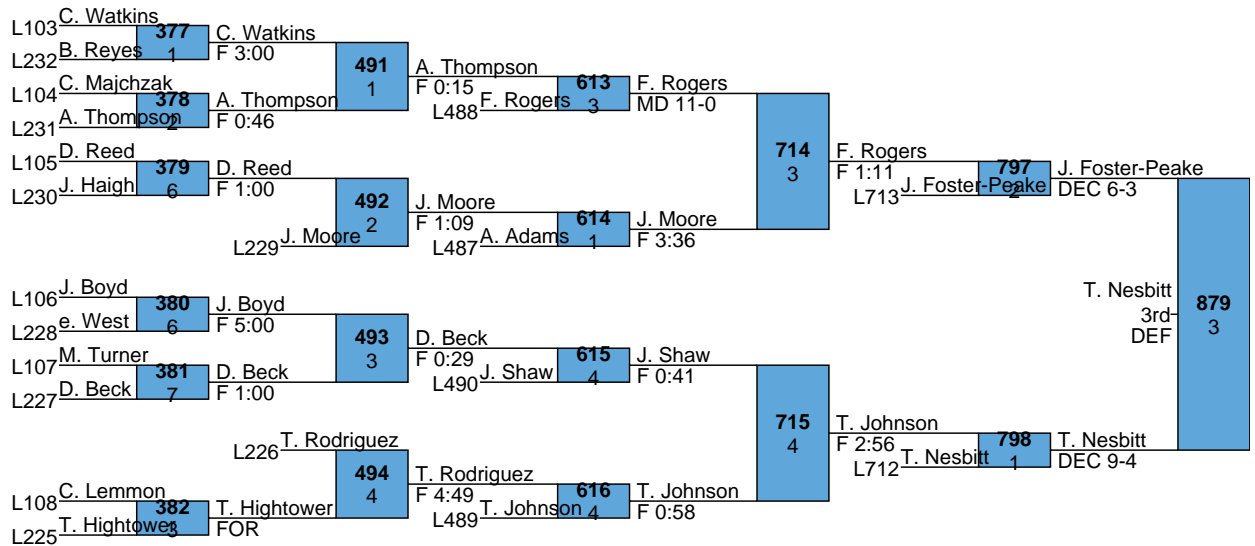 L103 C. Watkins
L232 B. Reyes
377
1
C. Watkins
F 3:00
L104 C. Majchzak
L231 A. Thompson
378
2
A. Thompson
F 0:46
491
1
A. Thompson
F 0:15
L488 F. Rogers
613
3
F. Rogers
MD 11-0
L105 D. Reed
L230 J. Haigh
379
6
D. Reed
F 1:00
L229 J. Moore
492
2
J. Moore
F 1:09
L487 A. Adams
614
1
J. Moore
F 3:36
714
3
F. Rogers
F 1:11
L713 J. Foster-Peake
797
2
J. Foster-Peake
DEC 6-3
L106 J. Boyd
L228 e. West
380
6
J. Boyd
F 5:00
L107 M. Turner
L227 D. Beck
381
7
D. Beck
F 1:00
493
3
D. Beck
F 0:29
L490 J. Shaw
615
4
J. Shaw
F 0:41
L226 T. Rodriguez
L108 C. Lemmon
L225 T. Hightower
382
3
T. Hightower
FOR
494
4
T. Rodriguez
F 4:49
L489 T. Johnson
616
4
T. Johnson
F 0:58
715
4
T. Johnson
F 2:56
L712 T. Nesbitt
798
1
T. Nesbitt
DEC 9-4
T. Nesbitt
3rd
DEF
879
3